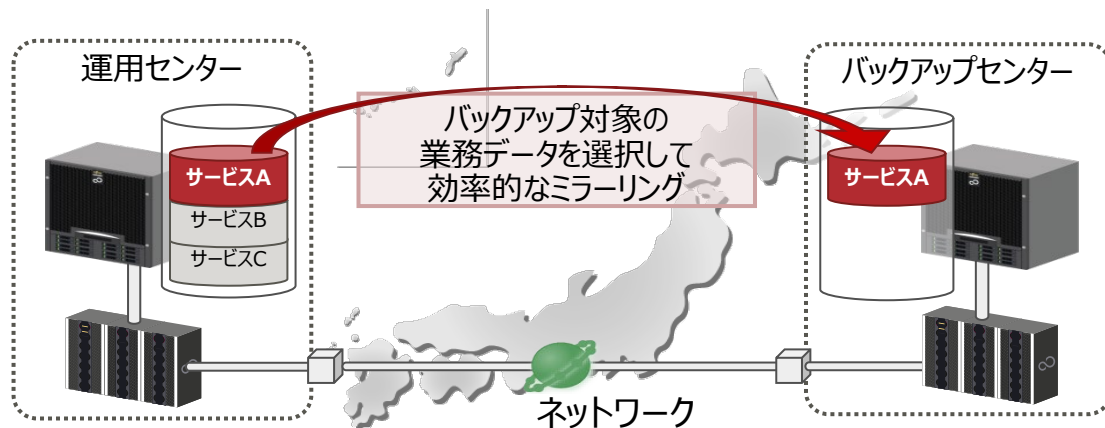 運用センター
バックアップセンター
バックアップ対象の
業務データを選択して
効率的なミラーリング
サービスA
サービスB
サービスC
サービスA
ネットワーク